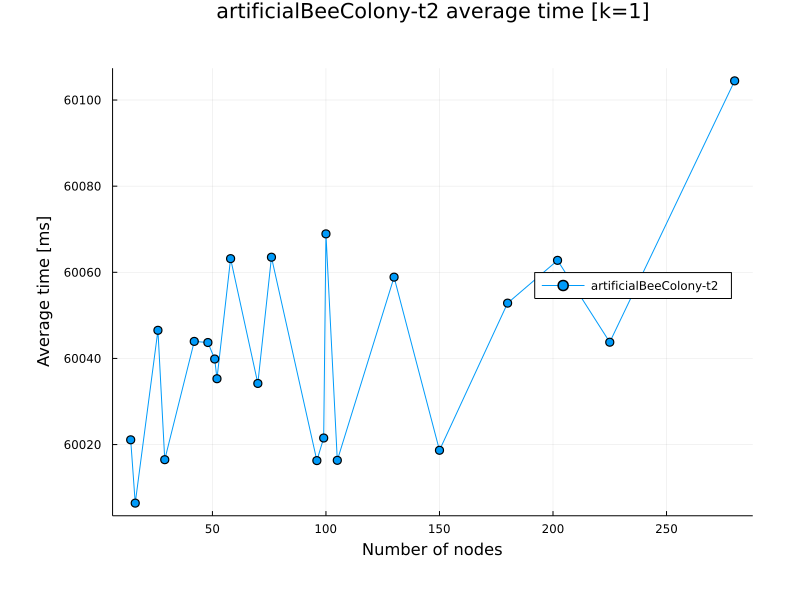 artificialBeeColony-t2 average time [k=1]
Average time [ms]
60100
60080
60060
60040
60020
artificialBeeColony-t2
50
100
150
200
250
Number of nodes